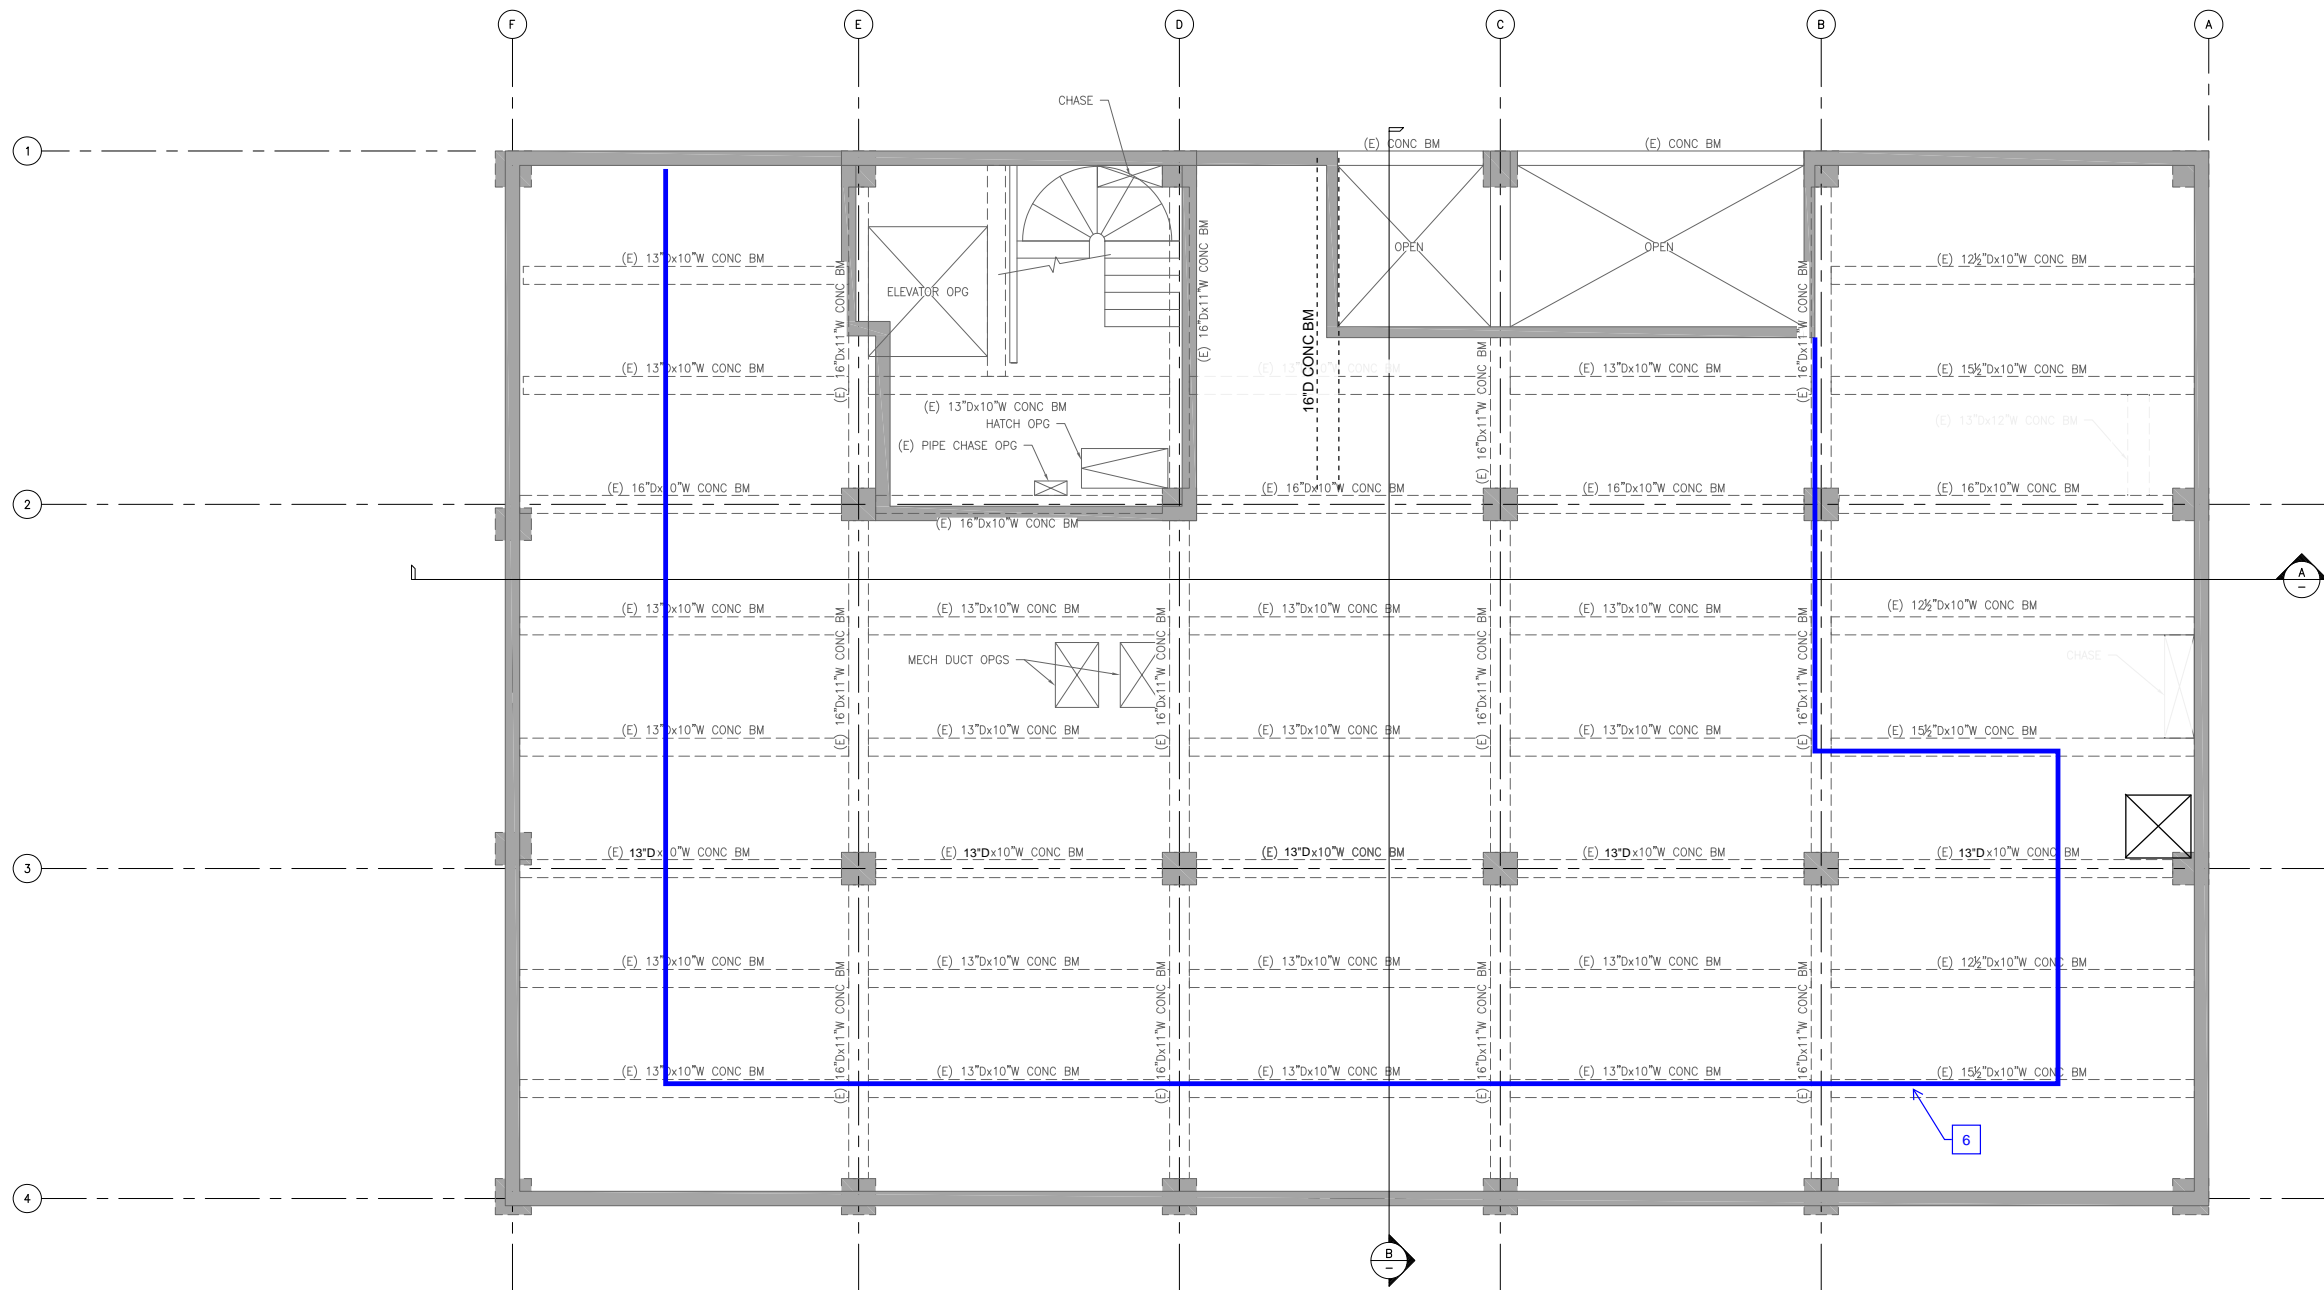 F E D C B A
CHASE
1
(E) CONC BM (E) CONC BM
OPEN OPEN
(E) 13"Dx10"W CONC BM
(E) 12½"Dx10"W CONC BM
ELEVATOR OPG
(E) 16"Dx11"W CONC BM
(E) 16"Dx11"W CONC BM
16"D CONC BM
(E) 16"Dx11"W CONC BM
(E) 16"Dx11"W CONC BM
(E) 13"Dx10"W CONC BM
(E) 13"Dx10"W CONC BM
(E) 13"Dx10"W CONC BM
(E) 15½"Dx10"W CONC BM
(E) 13"Dx10"W CONC BM
HATCH OPG
(E) PIPE CHASE OPG
(E) 13"Dx12"W CONC BM
2
(E) 16"Dx10"W CONC BM
(E) 16"Dx10"W CONC BM
(E) 16"Dx10"W CONC BM
(E) 16"Dx10"W CONC BM
(E) 16"Dx10"W CONC BM
A
–
(E) 13"Dx10"W CONC BM
(E) 13"Dx10"W CONC BM
(E) 13"Dx10"W CONC BM
(E) 13"Dx10"W CONC BM
(E) 12½"Dx10"W CONC BM
MECH DUCT OPGS
CHASE
(E) 16"Dx11"W CONC BM
(E) 16"Dx11"W CONC BM
(E) 16"Dx11"W CONC BM
(E) 16"Dx11"W CONC BM
(E) 13"Dx10"W CONC BM
(E) 13"Dx10"W CONC BM
(E) 13"Dx10"W CONC BM
(E) 13"Dx10"W CONC BM
(E) 15½"Dx10"W CONC BM
3
(E) 13"Dx10"W CONC BM
(E) 13"Dx10"W CONC BM
(E) 13"Dx10"W CONC BM
(E) 13"Dx10"W CONC BM
(E) 13"Dx10"W CONC BM
(E) 13"Dx10"W CONC BM
(E) 13"Dx10"W CONC BM
(E) 13"Dx10"W CONC BM
(E) 13"Dx10"W CONC BM
(E) 12½"Dx10"W CONC BM
(E) 16"Dx11"W CONC BM
(E) 16"Dx11"W CONC BM
(E) 16"Dx11"W CONC BM
(E) 16"Dx11"W CONC BM
(E) 13"Dx10"W CONC BM
(E) 13"Dx10"W CONC BM
(E) 13"Dx10"W CONC BM
(E) 13"Dx10"W CONC BM
(E) 15½"Dx10"W CONC BM
6
4
B
–